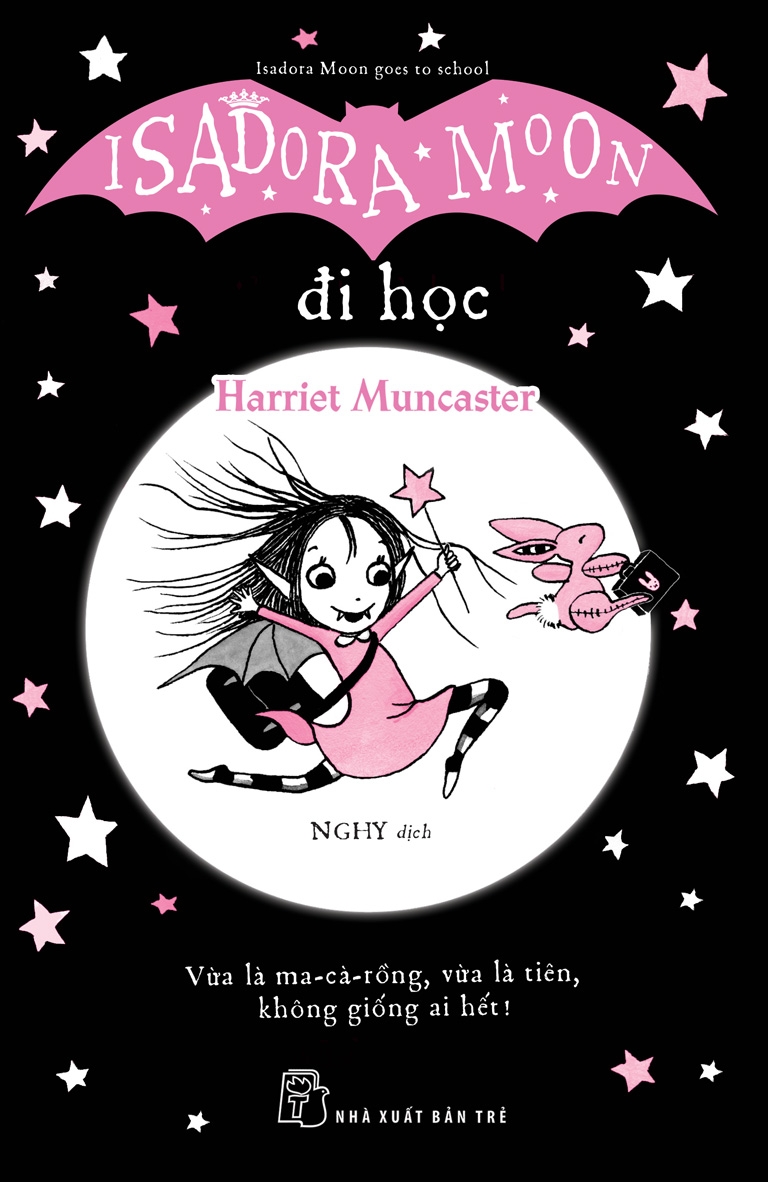 Isadora Moon goes to school
ISADORA MOON
đi học
Harriet Muncaster
NGHY dịch
Vừa là ma-cà-rồng, vừa là tiên,
không giống ai hết!
T
NHÀ XUẤT BẢN TRẺ